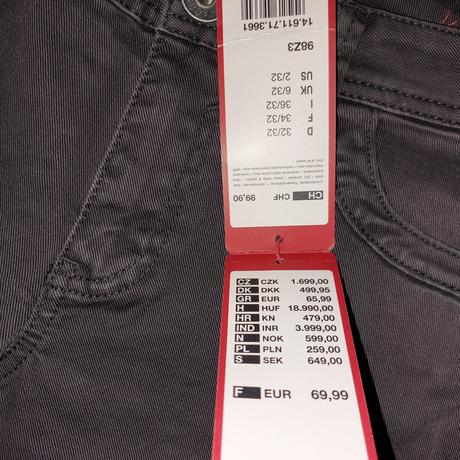 14.611.71.3661
98Z3
US 2/32
UK 6/32
I 36/32
F 34/32
D 32/32
CH CHF 99,90
CZ CZK 1.699,00
DK DKK 499,95
GR EUR 65,99
H HUF 18.990,00
HR KN 479,00
IND INR 3.999,00
N NOK 599,00
PL PLN 259,00
S SEK 649,00
F EUR 69,99